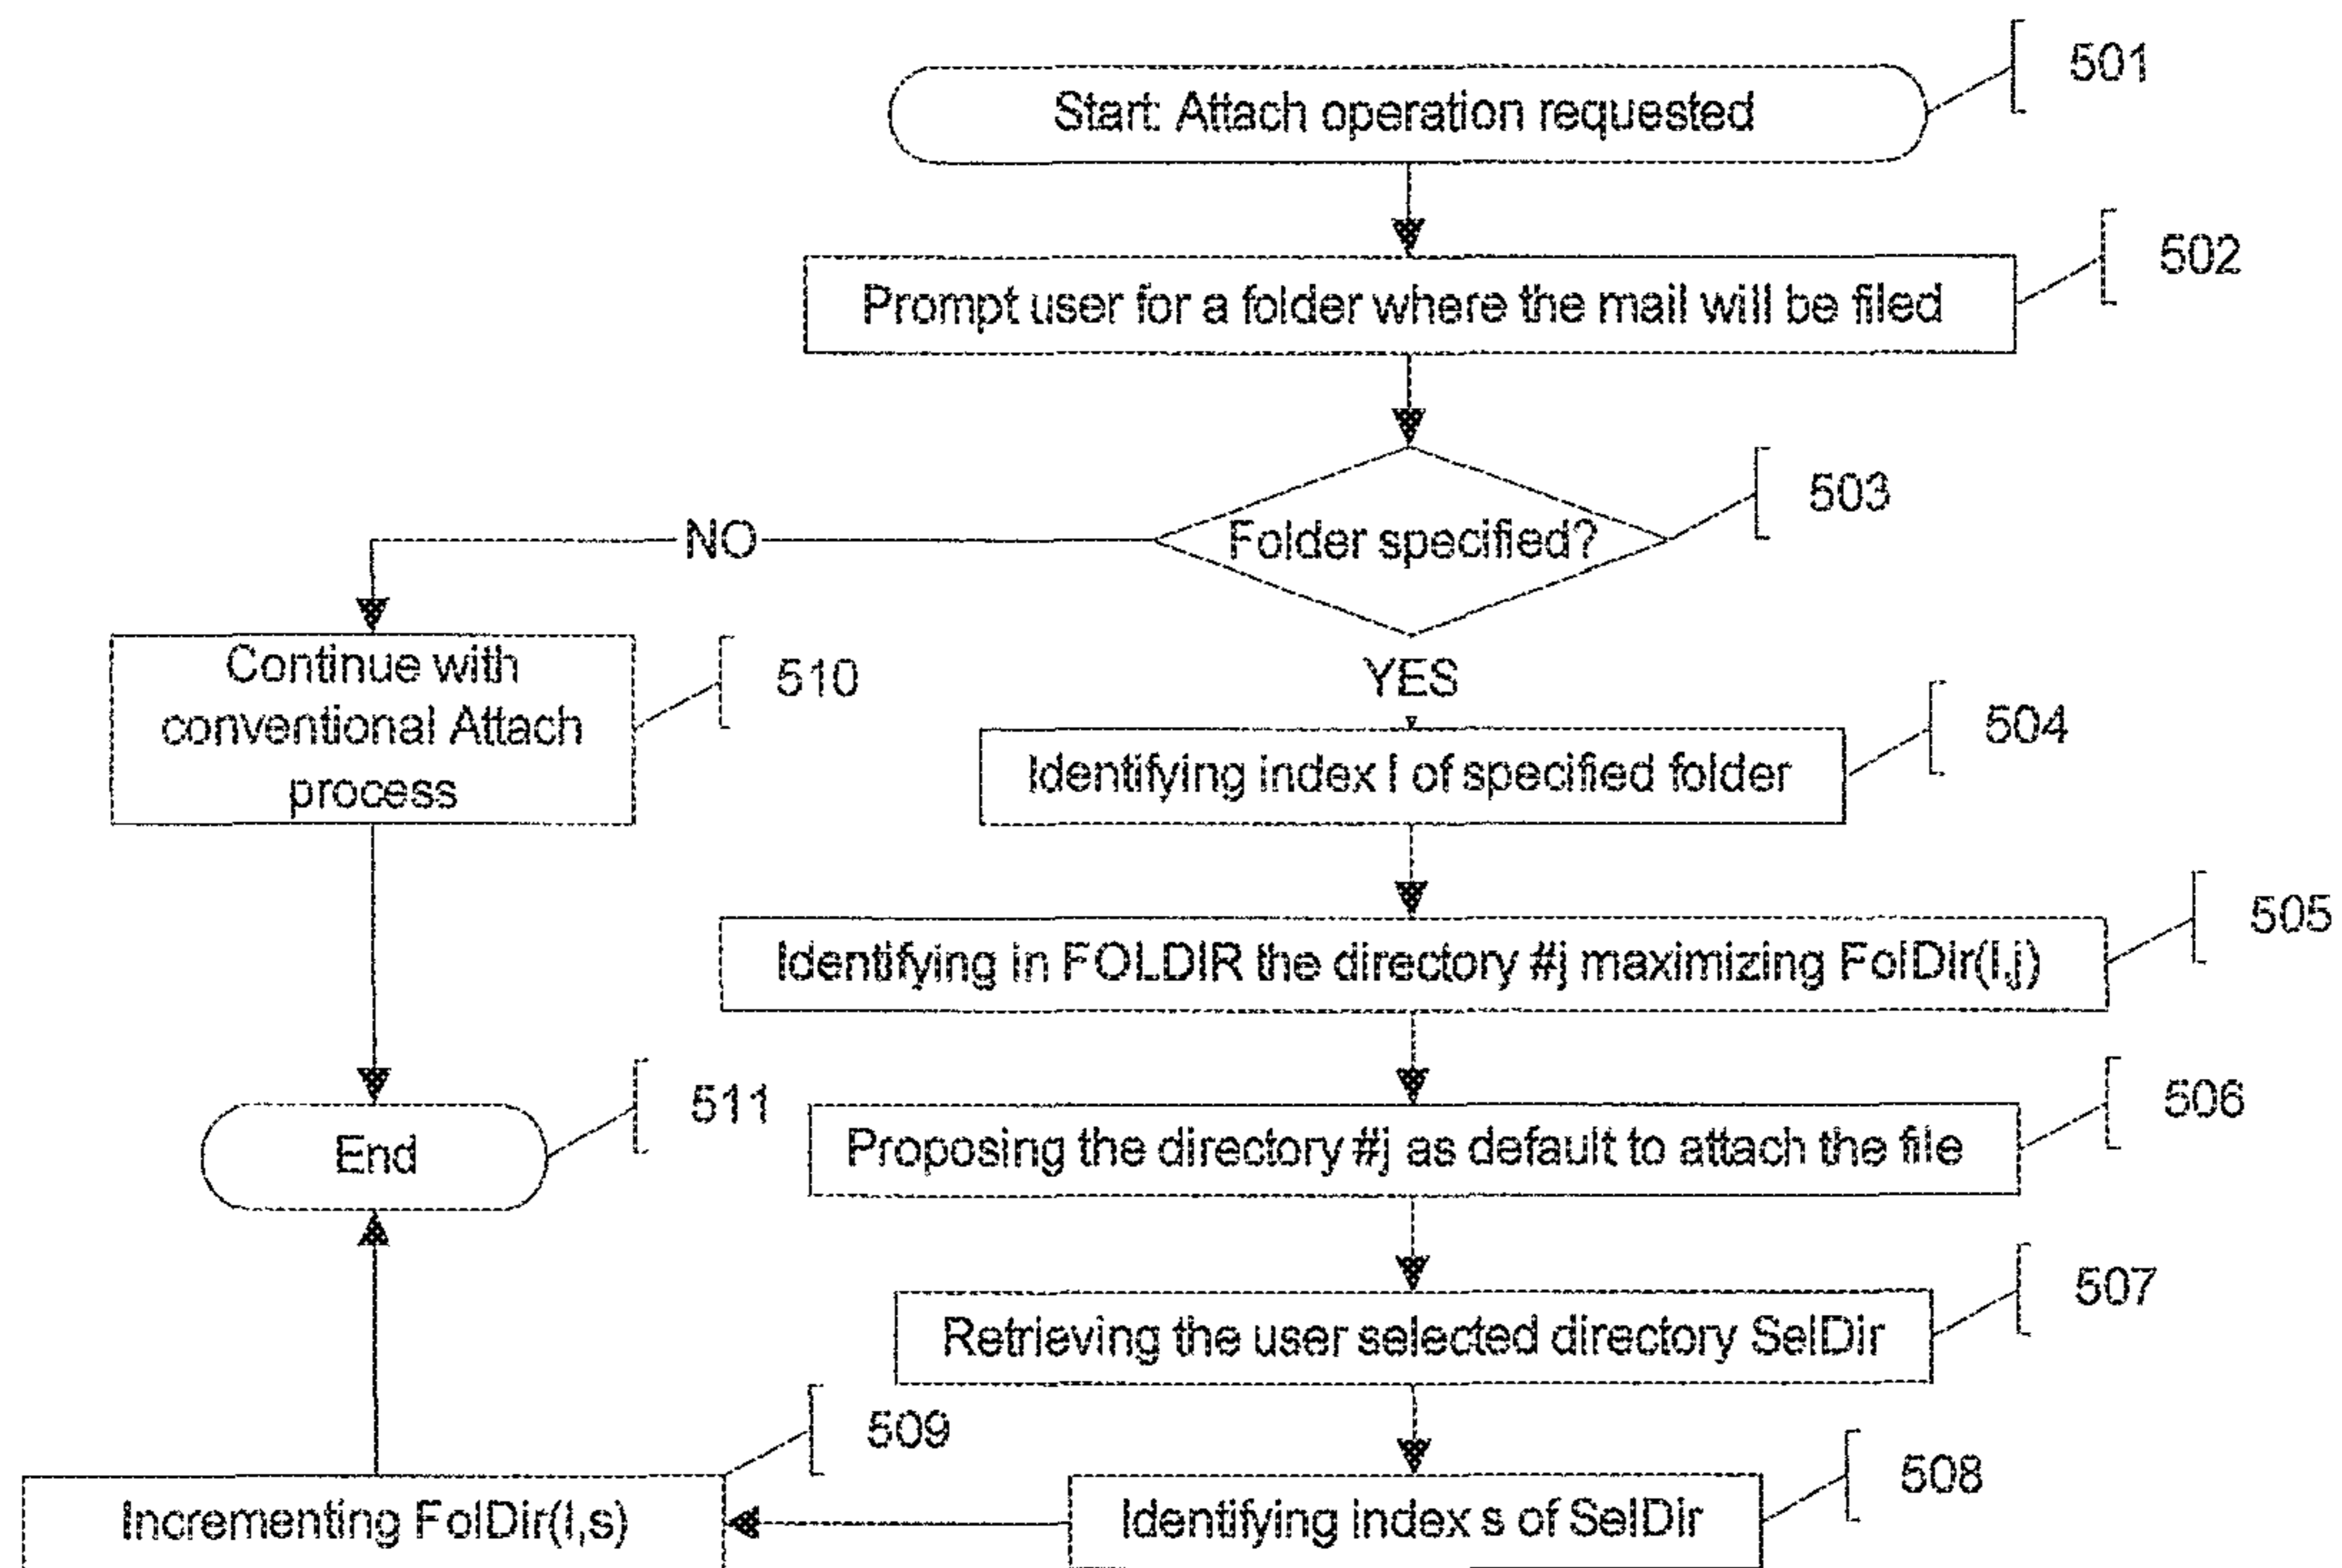 Start: Attach operation requested
501
Prompt user for a folder where the mail will be filed
502
Folder specified?
503
NO
YES
Continue with
conventional Attach
process
510
Identifying index I of specified folder
504
Identifying in FOLDIR the directory #j maximizing FolDir(I,j)
505
End
511
Proposing the directory #j as default to attach the file
506
Retrieving the user selected directory SelDir
507
Incrementing FolDir(I,s)
509
Identifying index s of SelDir
508